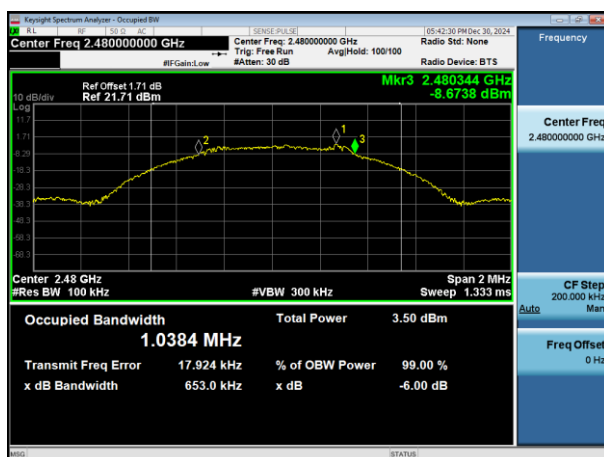 Keysight Spectrum Analyzer - Occupied BW
RL RF 50 Ω AC SENSE:PULSE 05:42:30 PM Dec 30, 2024
Center Freq 2.480000000 GHz
Center Freq: 2.480000000 GHz
Radio Std: None
Trig: Free Run Avg|Hold: 100/100
#IFGain:Low #Atten: 30 dB Radio Device: BTS
Ref Offset 1.71 dB
Ref 21.71 dBm
Mkr3 2.480344 GHz
-8.6738 dBm
10 dB/div
Log
11.7
1.71
-8.29
-18.3
-28.3
-38.3
-48.3
-58.3
-68.3
2
1
3
Center 2.48 GHz Span 2 MHz
#Res BW 100 kHz #VBW 300 kHz Sweep 1.333 ms
Occupied Bandwidth Total Power 3.50 dBm
1.0384 MHz
Transmit Freq Error 17.924 kHz % of OBW Power 99.00 %
x dB Bandwidth 653.0 kHz x dB -6.00 dB
MSG STATUS
Frequency
Center Freq
2.480000000 GHz
CF Step
200.000 kHz
Auto Man
Freq Offset
0 Hz